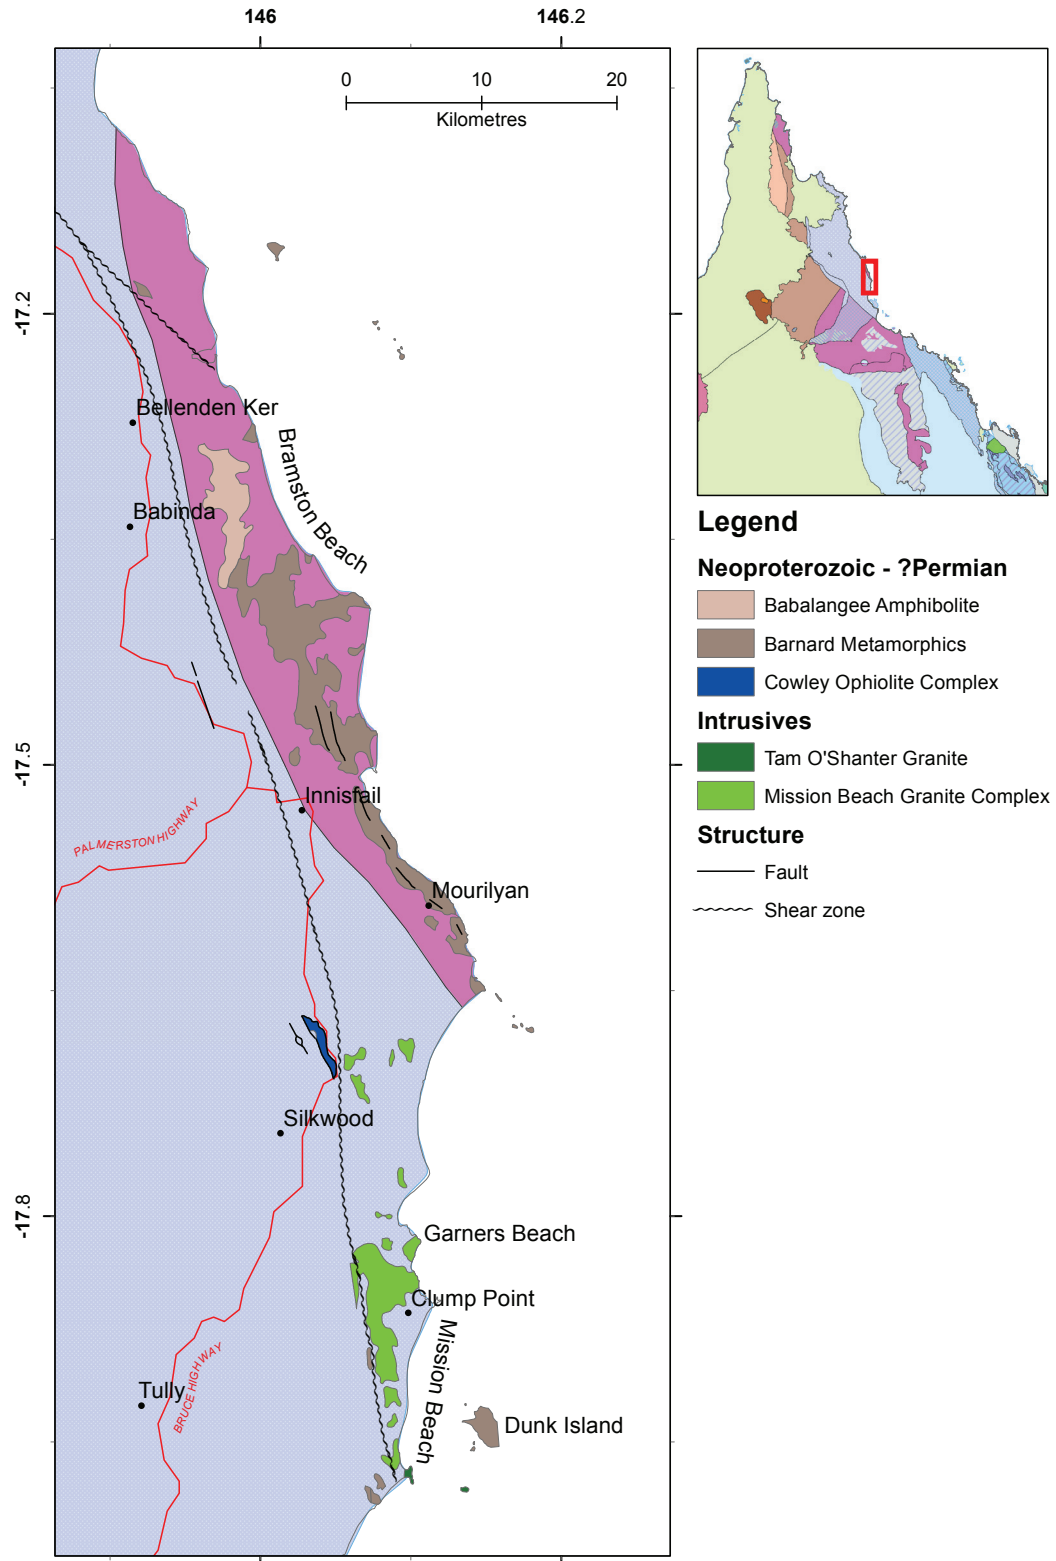 146
146.2
0
10
20
Kilometres
-17.2
Bellenden Ker
Bramston Beach
Babinda
-17.5
Innisfail
PALMERSTON HIGHWAY
Mourilyan
Silkwood
-17.8
Garners Beach
Clump Point
Mission Beach
Tully
BRUCE HIGHWAY
Dunk Island
Legend
Neoproterozoic - ?Permian
Babalangee Amphibolite
Barnard Metamorphics
Cowley Ophiolite Complex
Intrusives
Tam O'Shanter Granite
Mission Beach Granite Complex
Structure
Fault
Shear zone